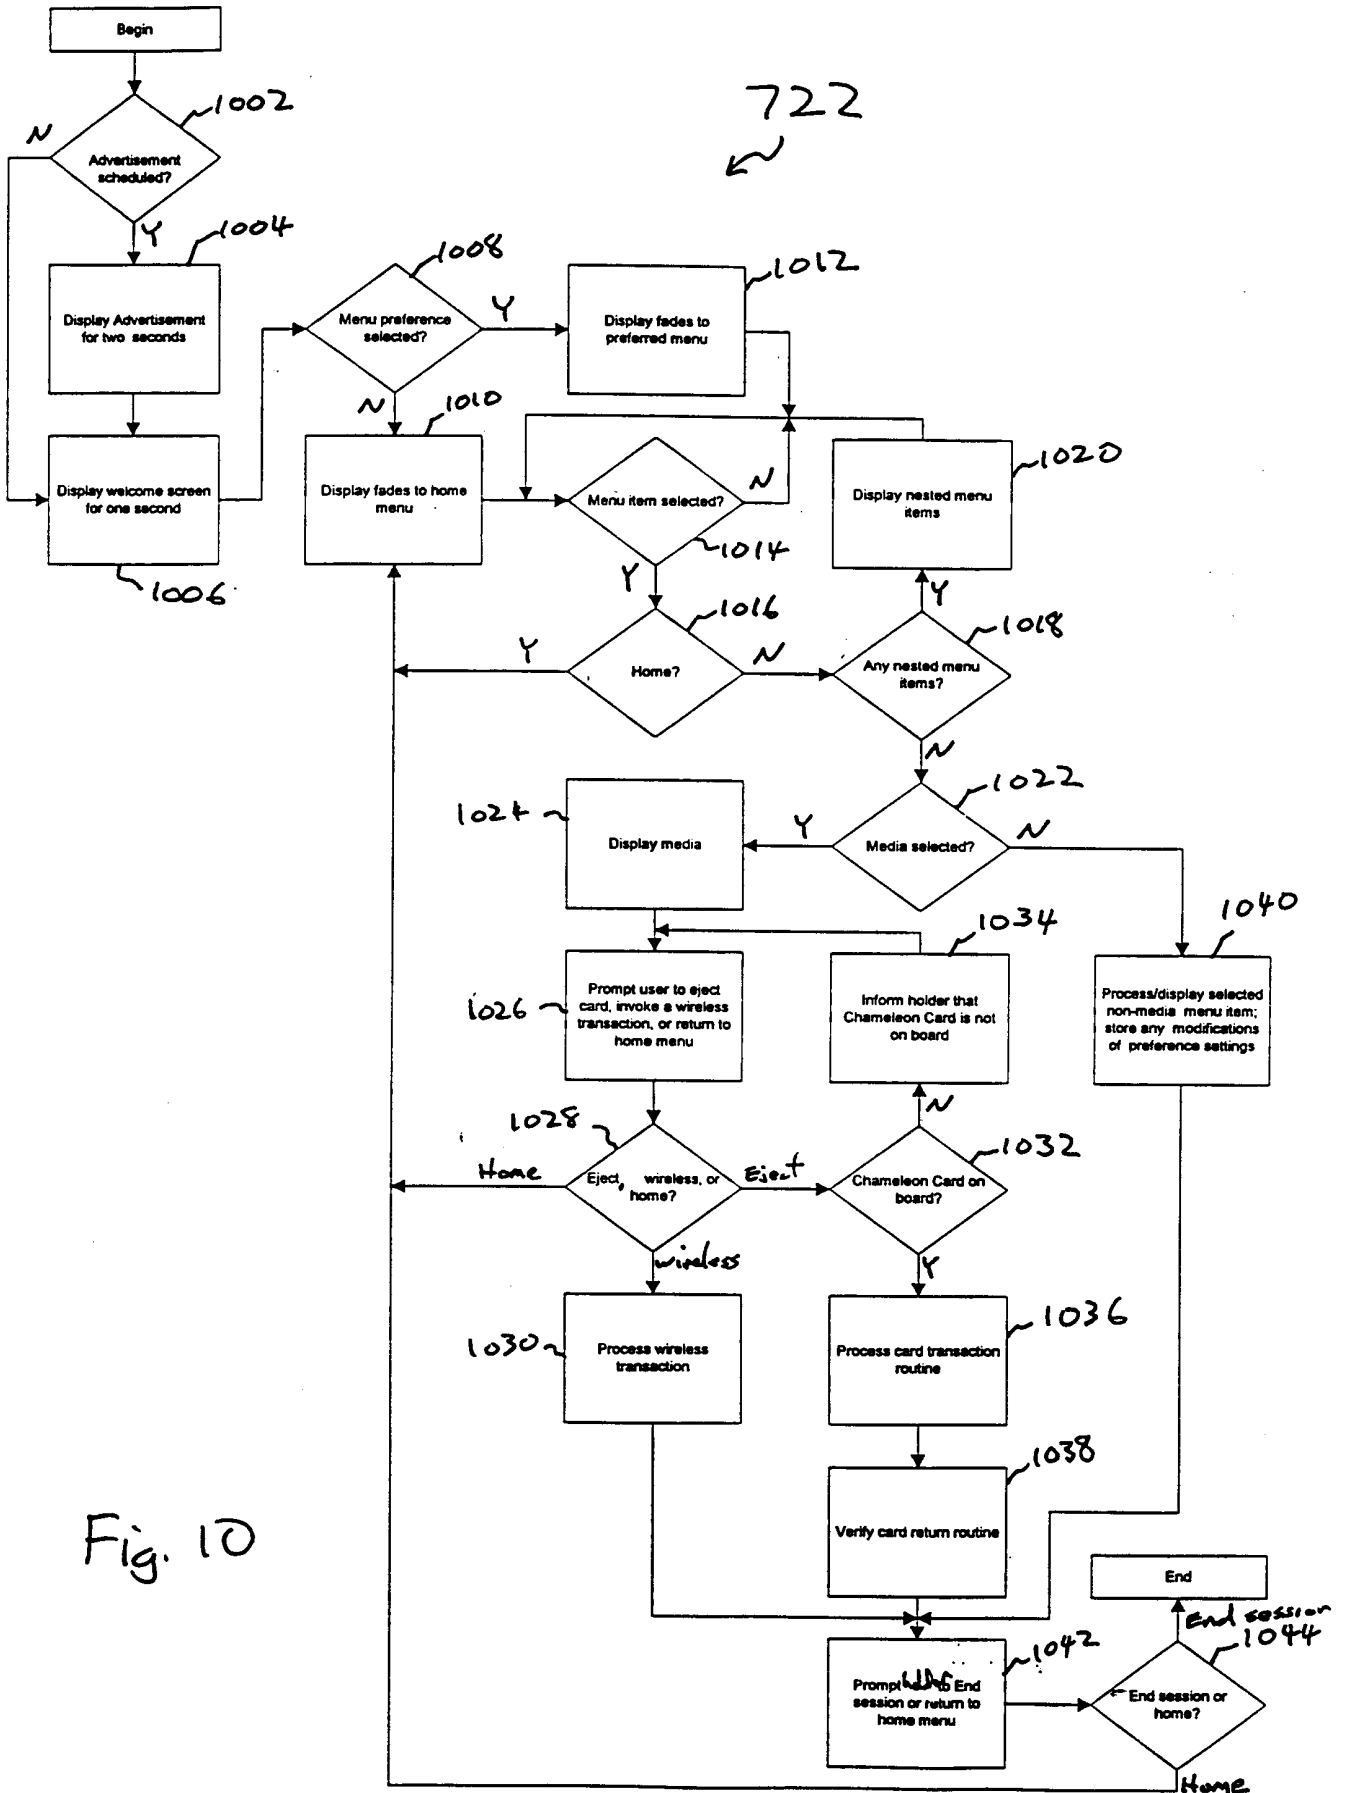 Begin
1002
722
N
Advertisement
scheduled?
Y
1004
1008
1012
Display Advertisement
for two seconds
Menu preference
selected?
Y
Display fades to
preferred menu
N
1010
1020
Display welcome screen
for one second
1006
Display fades to home
menu
Menu item selected?
N
1014
Display nested menu
items
Y
Y
1016
1018
Y
Home?
N
Any nested menu
items?
N
1022
1024
Display media
Y
Media selected?
N
1034
1040
1026
Prompt user to eject
card, invoke a wireless
transaction, or return to
home menu
Inform holder that
Chameleon Card is not
on board
Process/display selected
non-media menu item;
store any modifications
of preference settings
N
1028
1032
Home
Eject, wireless, or
home?
Eject
Chameleon Card on
board?
wireless
Y
1030
Process wireless
transaction
1036
Process card transaction
routine
1038
Verify card return routine
Fig. 10
End
End session
1042
1044
Prompt holder to End
session or return to
home menu
End session or
home?
Home